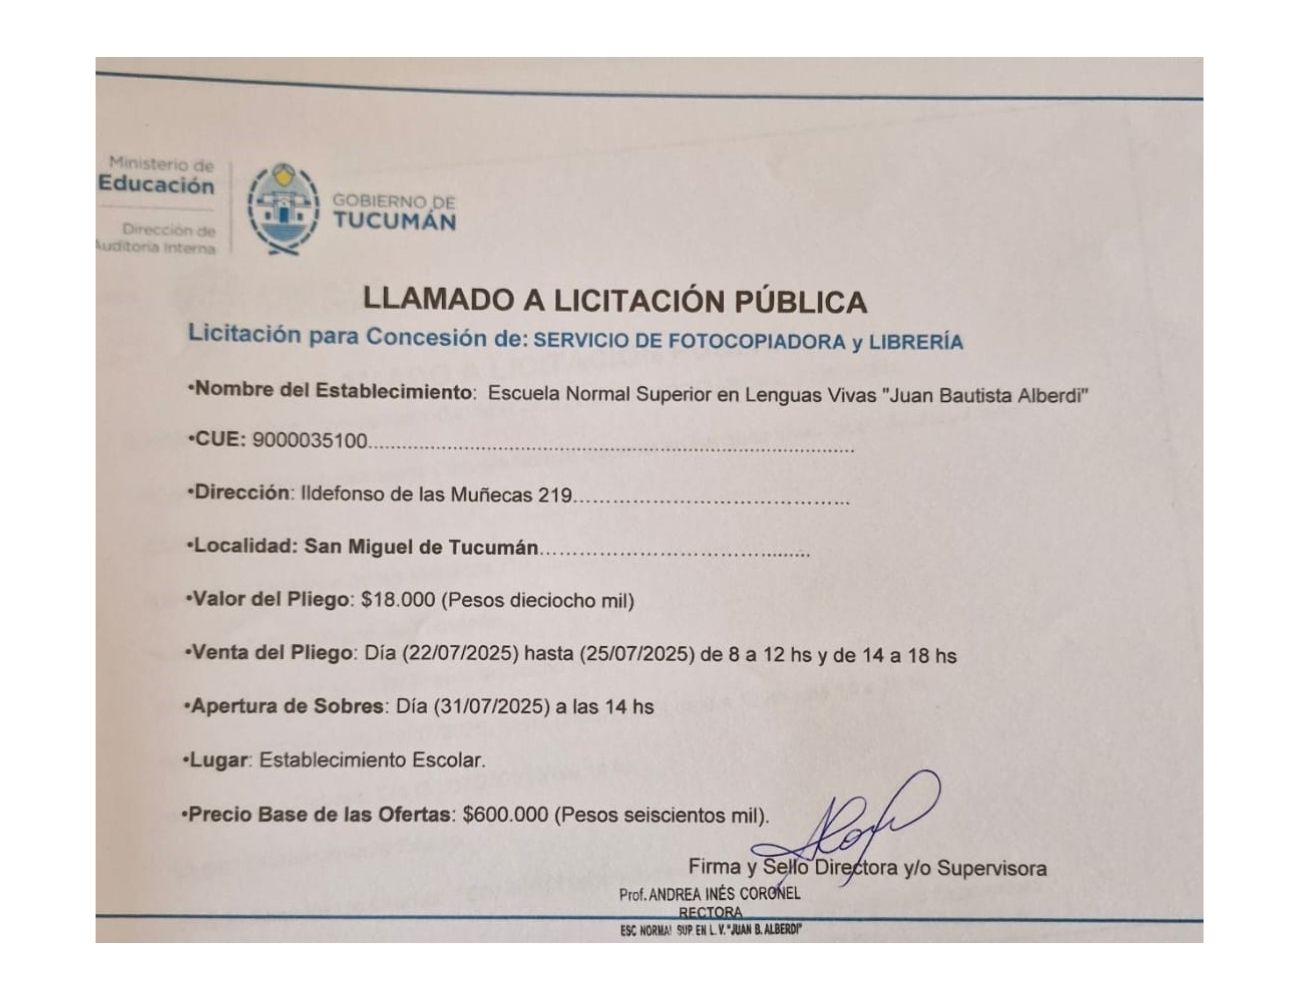 Ministerio de
Educación
Dirección de
Auditoría Interna
GOBIERNO DE
TUCUMÁN
LLAMADO A LICITACIÓN PÚBLICA
Licitación para Concesión de: SERVICIO DE FOTOCOPIADORA y LIBRERÍA
•Nombre del Establecimiento: Escuela Normal Superior en Lenguas Vivas "Juan Bautista Alberdi"
•CUE: 9000035100....................................................................................
•Dirección: Ildefonso de las Muñecas 219................................................
•Localidad: San Miguel de Tucumán................................................
•Valor del Pliego: $18.000 (Pesos dieciocho mil)
•Venta del Pliego: Día (22/07/2025) hasta (25/07/2025) de 8 a 12 hs y de 14 a 18 hs
•Apertura de Sobres: Día (31/07/2025) a las 14 hs
•Lugar: Establecimiento Escolar.
•Precio Base de las Ofertas: $600.000 (Pesos seiscientos mil).
Firma y Sello Directora y/o Supervisora
Prof. ANDREA INÉS CORONEL
RECTORA
ESC NORMAL SUP EN L. V. "JUAN B. ALBERDI"